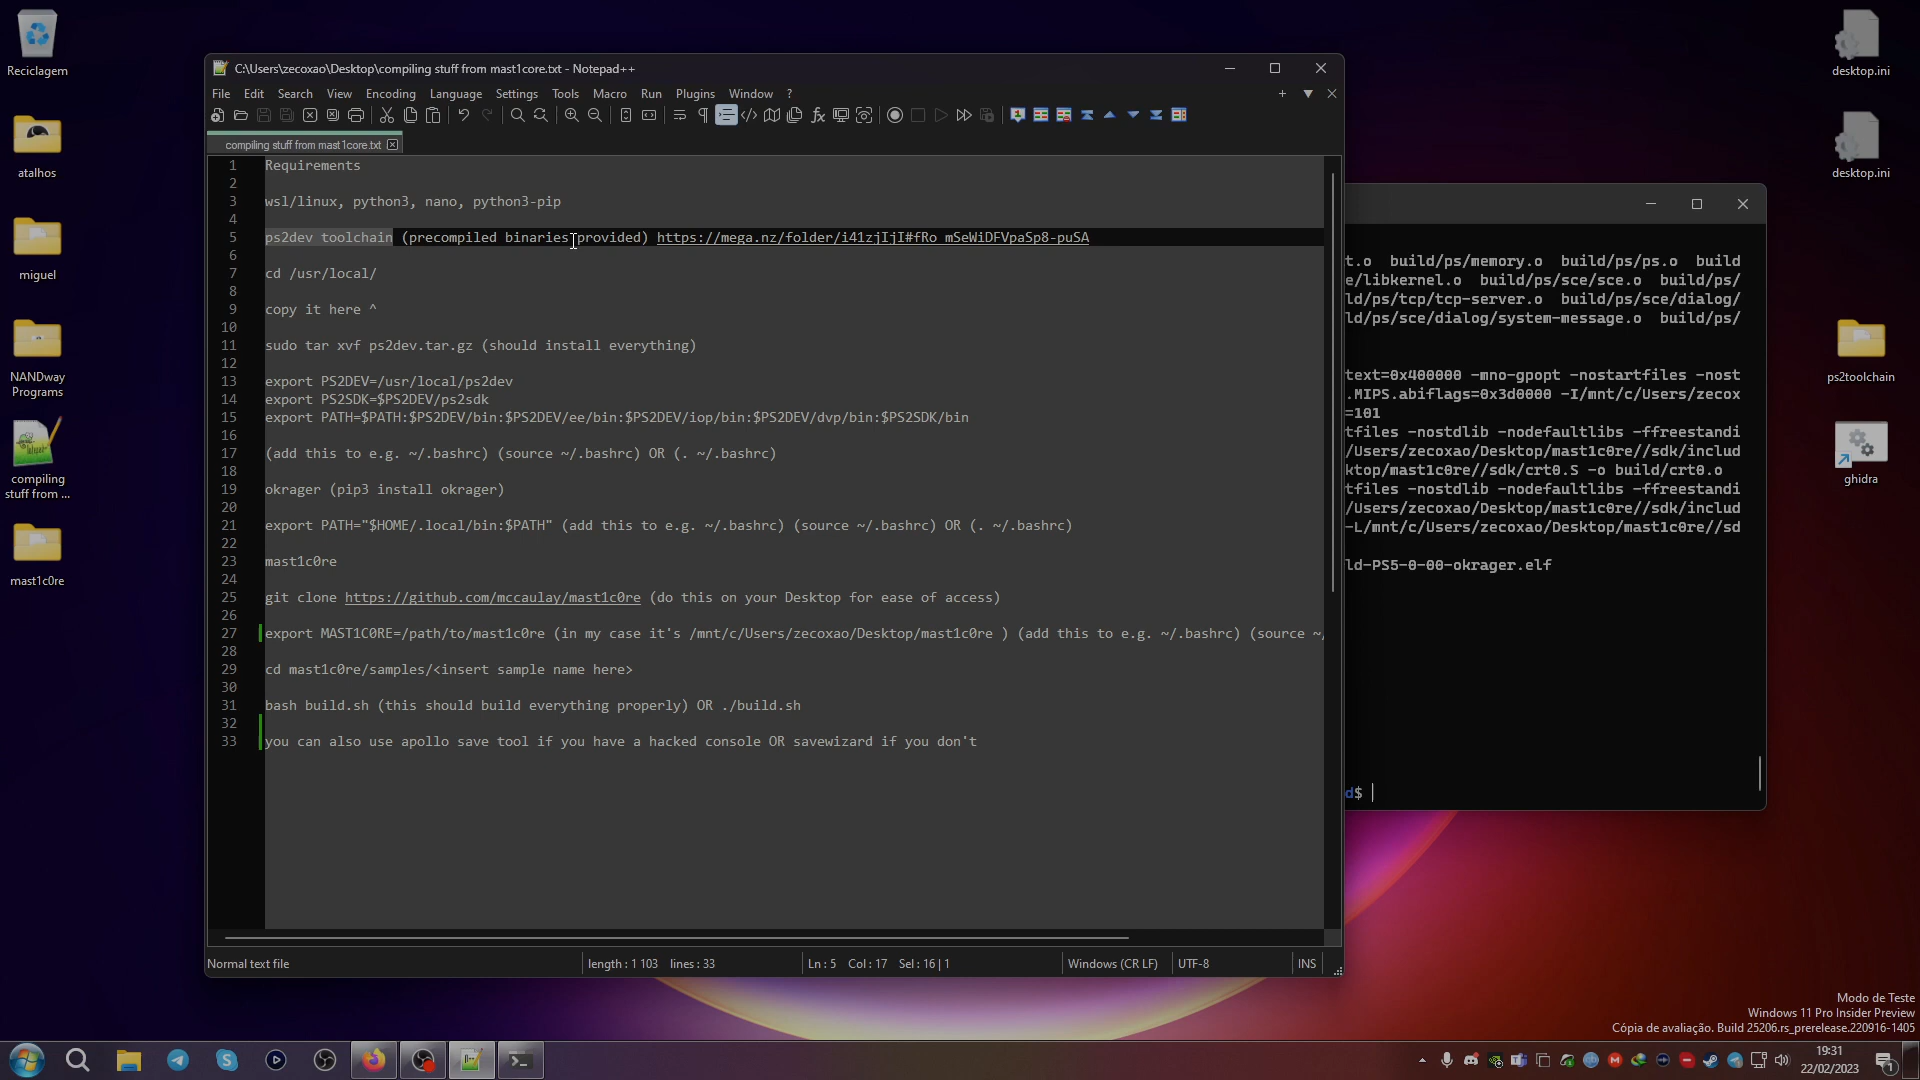 Reciclagem
atalhos
miguel
NANDway
Programs
compiling
stuff from ...
mast1c0re
C:\Users\zecoxao\Desktop\compiling stuff from mast1core.txt - Notepad++
File Edit Search View Encoding Language Settings Tools Macro Run Plugins Window ?
compiling stuff from mast1core.txt
1 Requirements
2
3 wsl/linux, python3, nano, python3-pip
4
5 ps2dev toolchain (precompiled binaries provided) https://mega.nz/folder/i41zjIjI#fRo_mSeWiDFVpaSp8-puSA
6
7 cd /usr/local/
8
9 copy it here ^
10
11 sudo tar xvf ps2dev.tar.gz (should install everything)
12
13 export PS2DEV=/usr/local/ps2dev
14 export PS2SDK=$PS2DEV/ps2sdk
15 export PATH=$PATH:$PS2DEV/bin:$PS2DEV/ee/bin:$PS2DEV/iop/bin:$PS2DEV/dvp/bin:$PS2SDK/bin
16
17 (add this to e.g. ~/.bashrc) (source ~/.bashrc) OR (. ~/.bashrc)
18
19 okrager (pip3 install okrager)
20
21 export PATH="$HOME/.local/bin:$PATH" (add this to e.g. ~/.bashrc) (source ~/.bashrc) OR (. ~/.bashrc)
22
23 mast1c0re
24
25 git clone https://github.com/mccaulay/mast1c0re (do this on your Desktop for ease of access)
26
27 export MAST1C0RE=/path/to/mast1c0re (in my case it's /mnt/c/Users/zecoxao/Desktop/mast1c0re ) (add this to e.g. ~/.bashrc) (source ~/
28
29 cd mast1c0re/samples/<insert sample name here>
30
31 bash build.sh (this should build everything properly) OR ./build.sh
32
33 you can also use apollo save tool if you have a hacked console OR savewizard if you don't
Normal text file length : 1 103 lines : 33 Ln : 5 Col : 17 Sel : 16 | 1 Windows (CR LF) UTF-8 INS
t.o build/ps/memory.o build/ps/ps.o build
e/libkernel.o build/ps/sce/sce.o build/ps/
ld/ps/tcp/tcp-server.o build/ps/sce/dialog/
ld/ps/sce/dialog/system-message.o build/ps/
text=0x400000 -mno-gpopt -nostartfiles -nost
.MIPS.abiflags=0x3d0000 -I/mnt/c/Users/zecox
=101
tfiles -nostdlib -nodefaultlibs -ffreestandi
/Users/zecoxao/Desktop/mast1c0re//sdk/includ
ktop/mast1c0re//sdk/crt0.S -o build/crt0.o
tfiles -nostdlib -nodefaultlibs -ffreestandi
/Users/zecoxao/Desktop/mast1c0re//sdk/includ
-L/mnt/c/Users/zecoxao/Desktop/mast1c0re//sd
ld-PS5-0-00-okrager.elf
d$
desktop.ini
desktop.ini
ps2toolchain
ghidra
Modo de Teste
Windows 11 Pro Insider Preview
Cópia de avaliação. Build 25206.rs_prerelease.220916-1405
19:31
22/02/2023
1